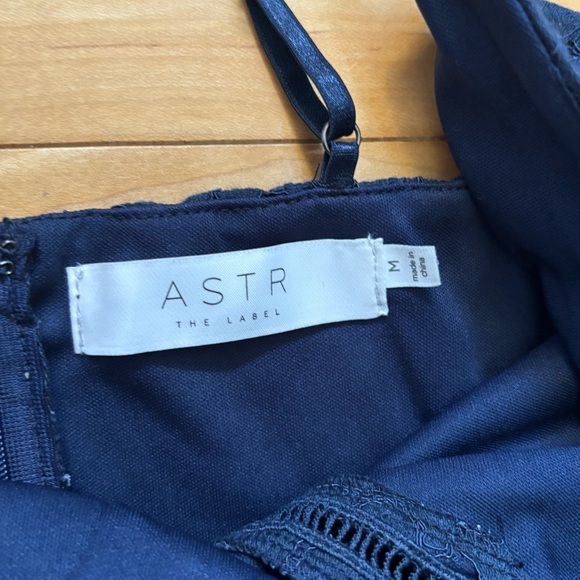 ASTR
THE LABEL
M
made in
china